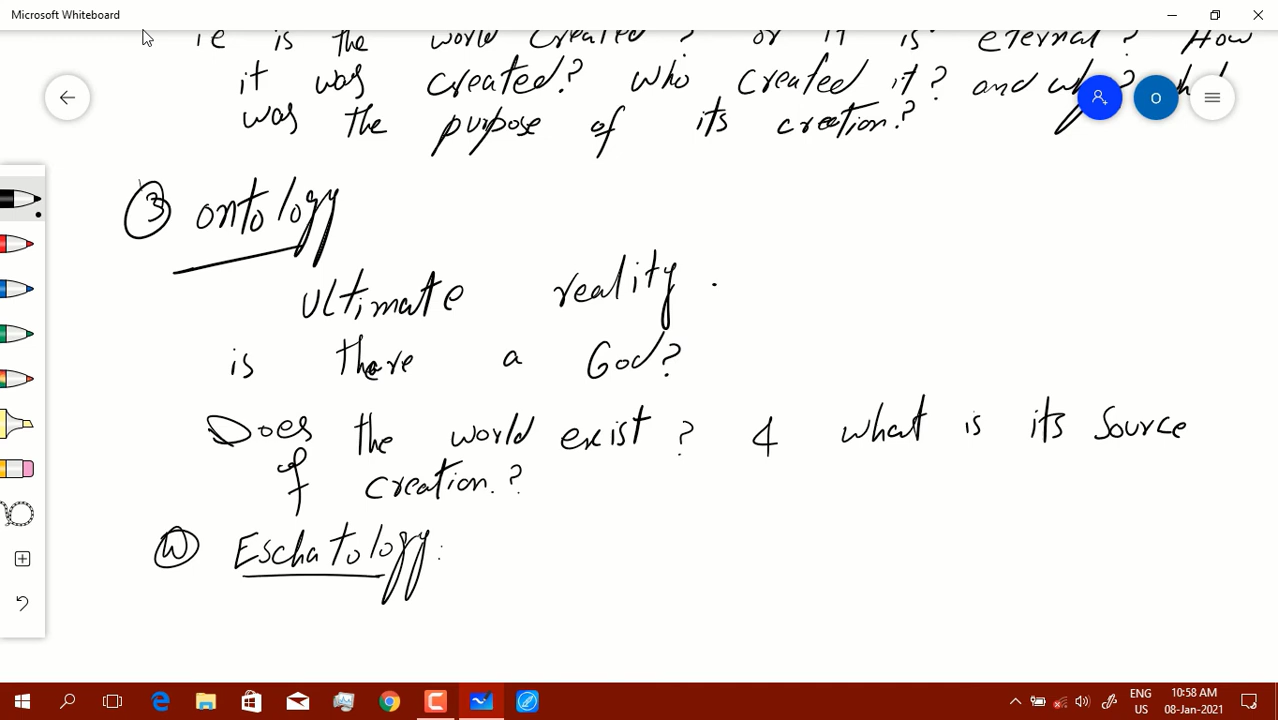 Microsoft Whiteboard
ie is the world created? or it is eternal? How
it was created? who created it? and why?
was the purpose of its creation?
O
③ ontology
Ultimate reality.
is there a God?
Does the world exist? & what is its source
of creation.?
④ Eschatology:
ENG
US
10:58 AM
08-Jan-2021